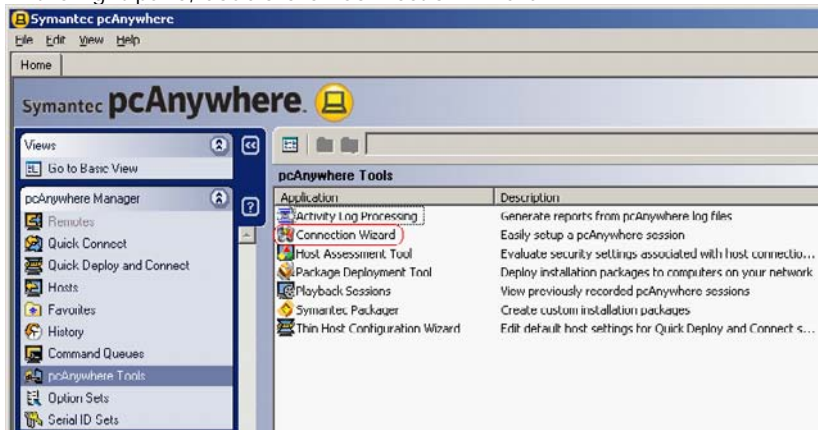 Symantec pcAnywhere
File Edit View Help
Home
Symantec pcAnywhere.
Views
Go to Basic View
pcAnywhere Manager
Remotes
Quick Connect
Quick Deploy and Connect
Hosts
Favorites
History
Command Queues
pcAnywhere Tools
Option Sets
Serial ID Sets
pcAnywhere Tools
Application Description
Activity Log Processing Generate reports from pcAnywhere log files
Connection Wizard Easily setup a pcAnywhere session
Host Assessment Tool Evaluate security settings associated with host connectio...
Package Deployment Tool Deploy installation packages to computers on your network
Playback Sessions View previously recorded pcAnywhere sessions
Symantec Packager Create custom installation packages
Thin Host Configuration Wizard Edit default host settings for Quick Deploy and Connect s...